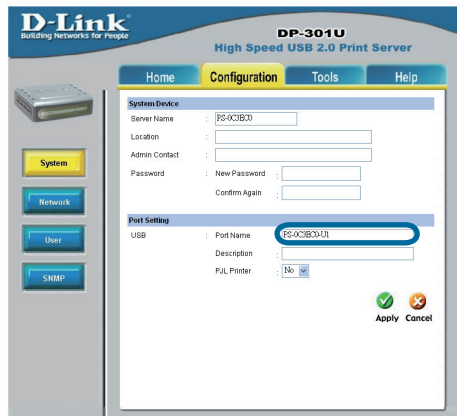 D-Link
Building Networks for People
DP-301U
High Speed USB 2.0 Print Server
Home Configuration Tools Help
System
Network
User
SNMP
System Device
Server Name : PS-0C3BC0
Location :
Admin Contact :
Password : New Password :
Confirm Again :
Port Setting
USB : Port Name : PS-0C3BC0-U1
Description :
PJL Printer : No
Apply Cancel